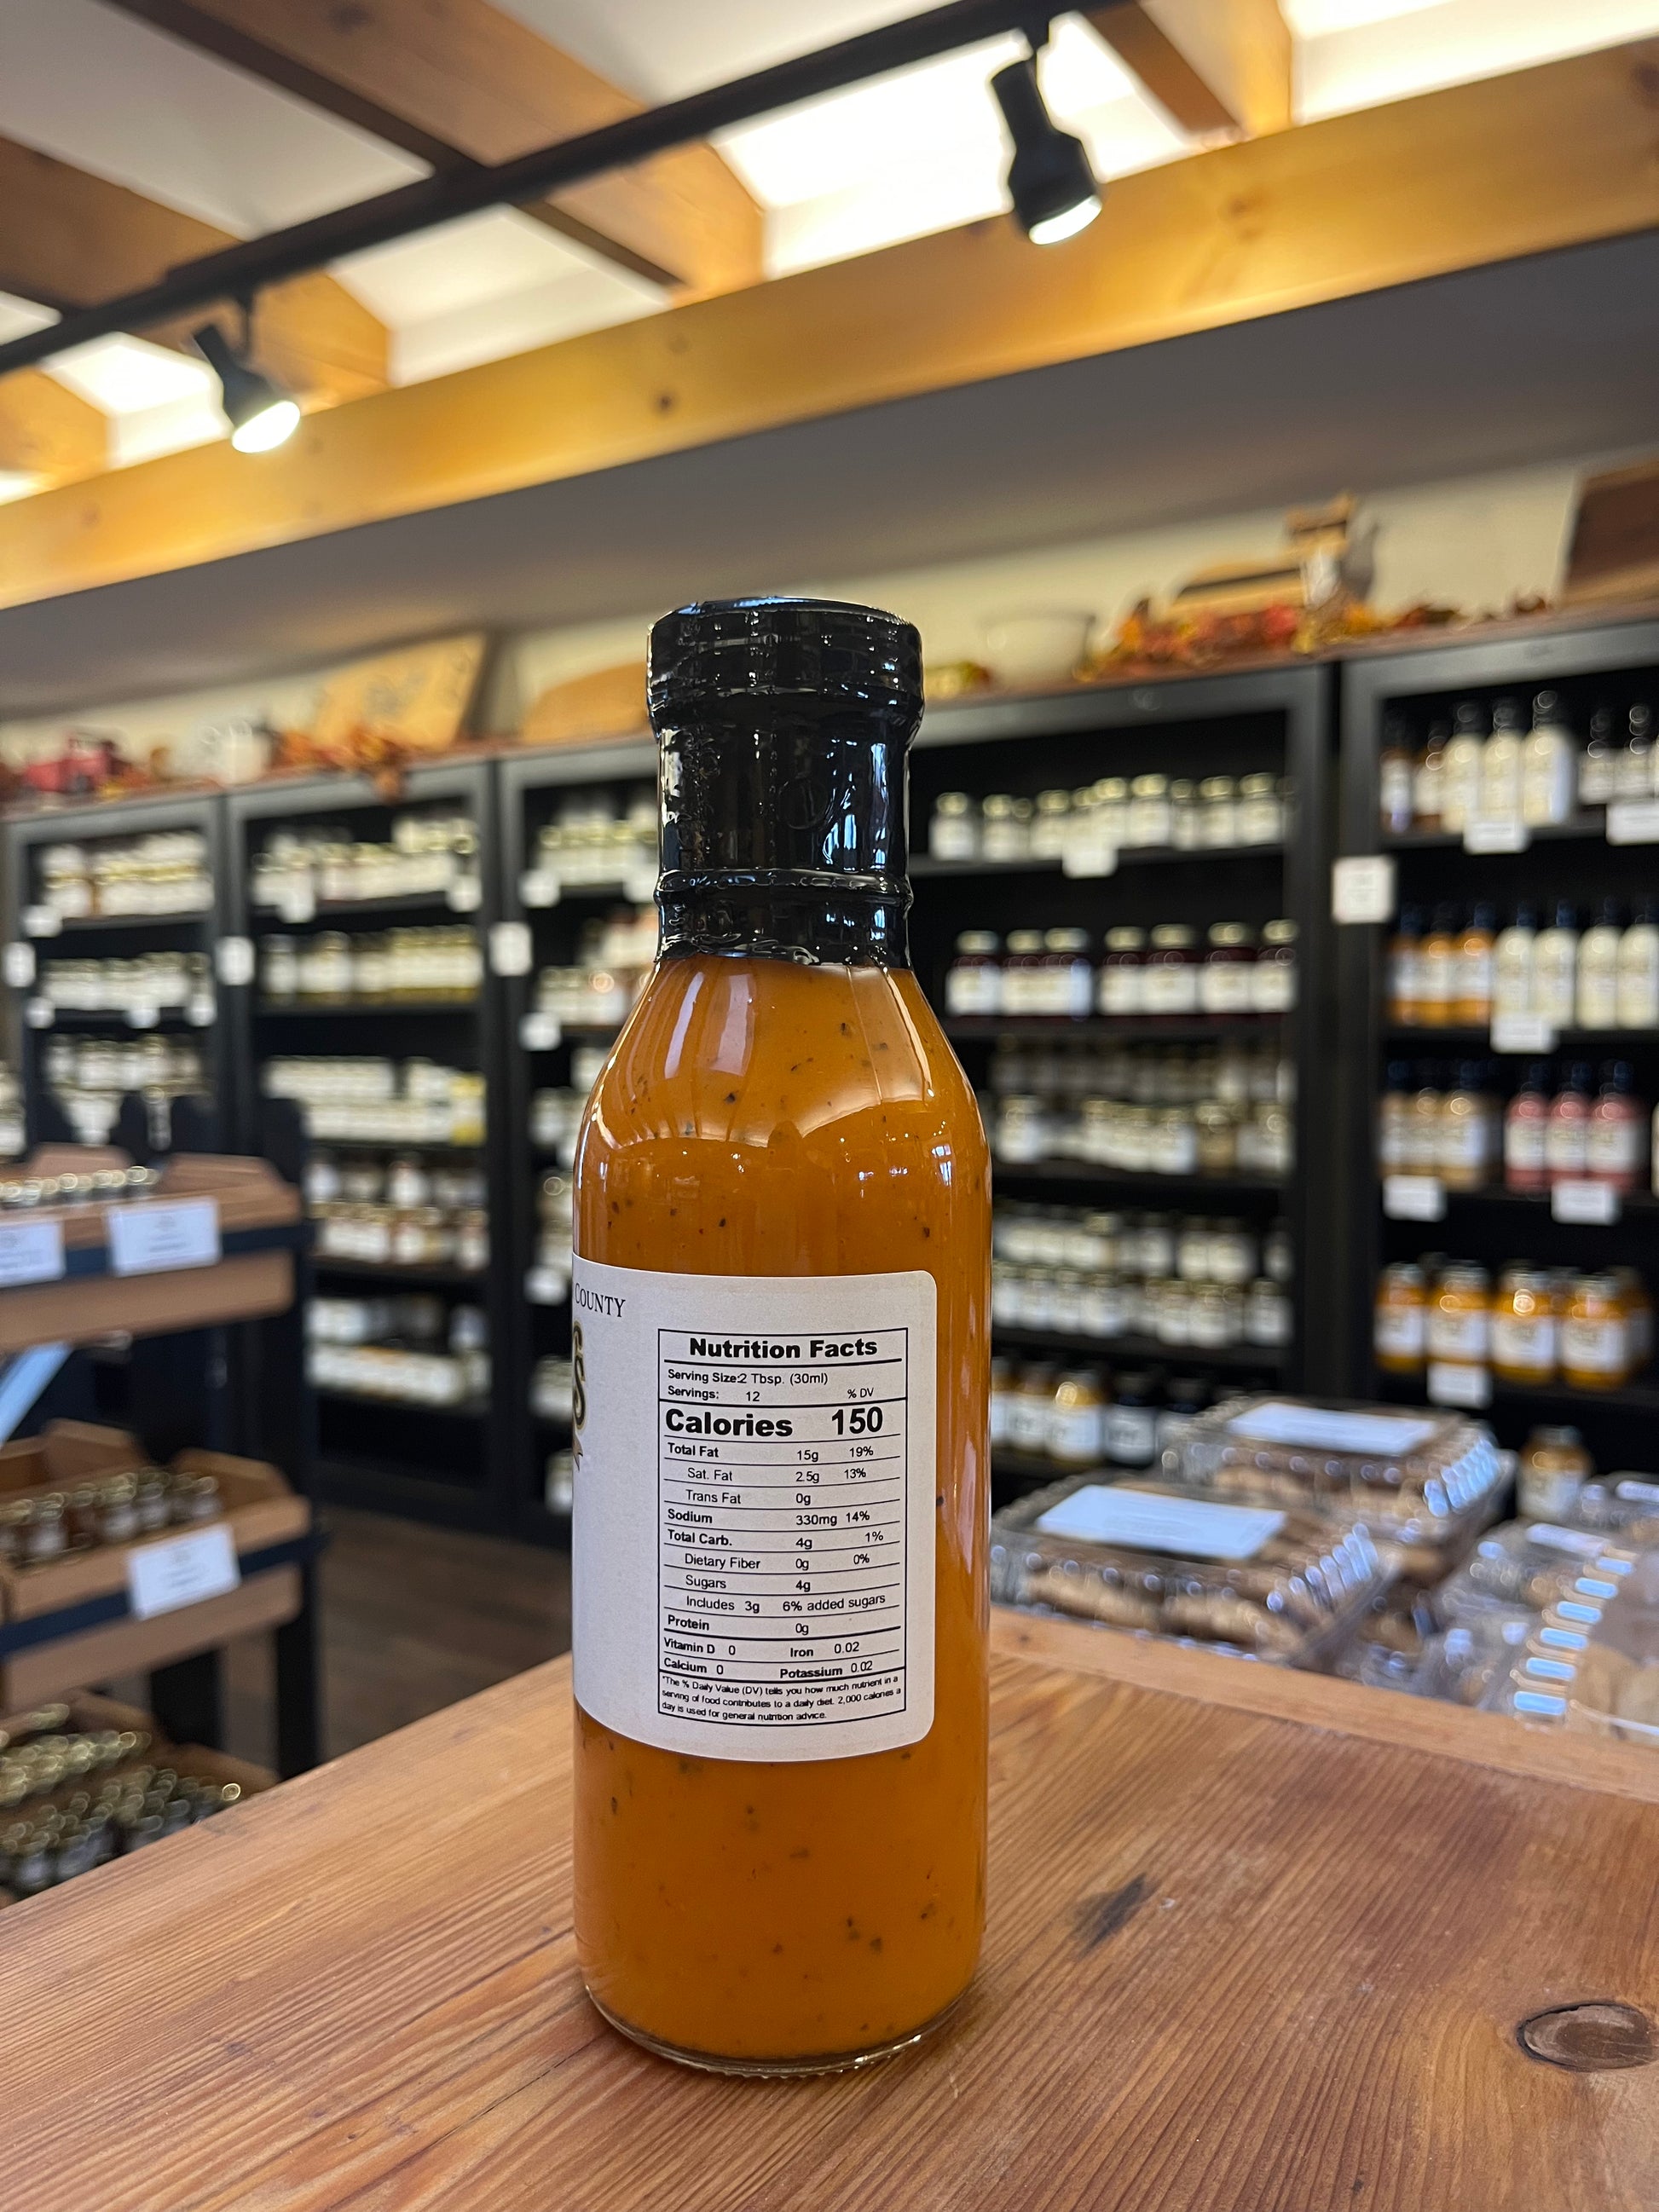 COUNTY
S
Nutrition Facts
Serving Size:2 Tbsp. (30ml)
Servings: 12 % DV
Calories 150
Total Fat 15g 19%
Sat. Fat 2.5g 13%
Trans Fat 0g
Sodium 330mg 14%
Total Carb. 4g 1%
Dietary Fiber 0g 0%
Sugars 4g
Includes 3g 6% added sugars
Protein 0g
Vitamin D 0 Iron 0.02
Calcium 0 Potassium 0.02
*The % Daily Value (DV) tells you how much nutrient in a
serving of food contributes to a daily diet. 2,000 calories a
day is used for general nutrition advice.